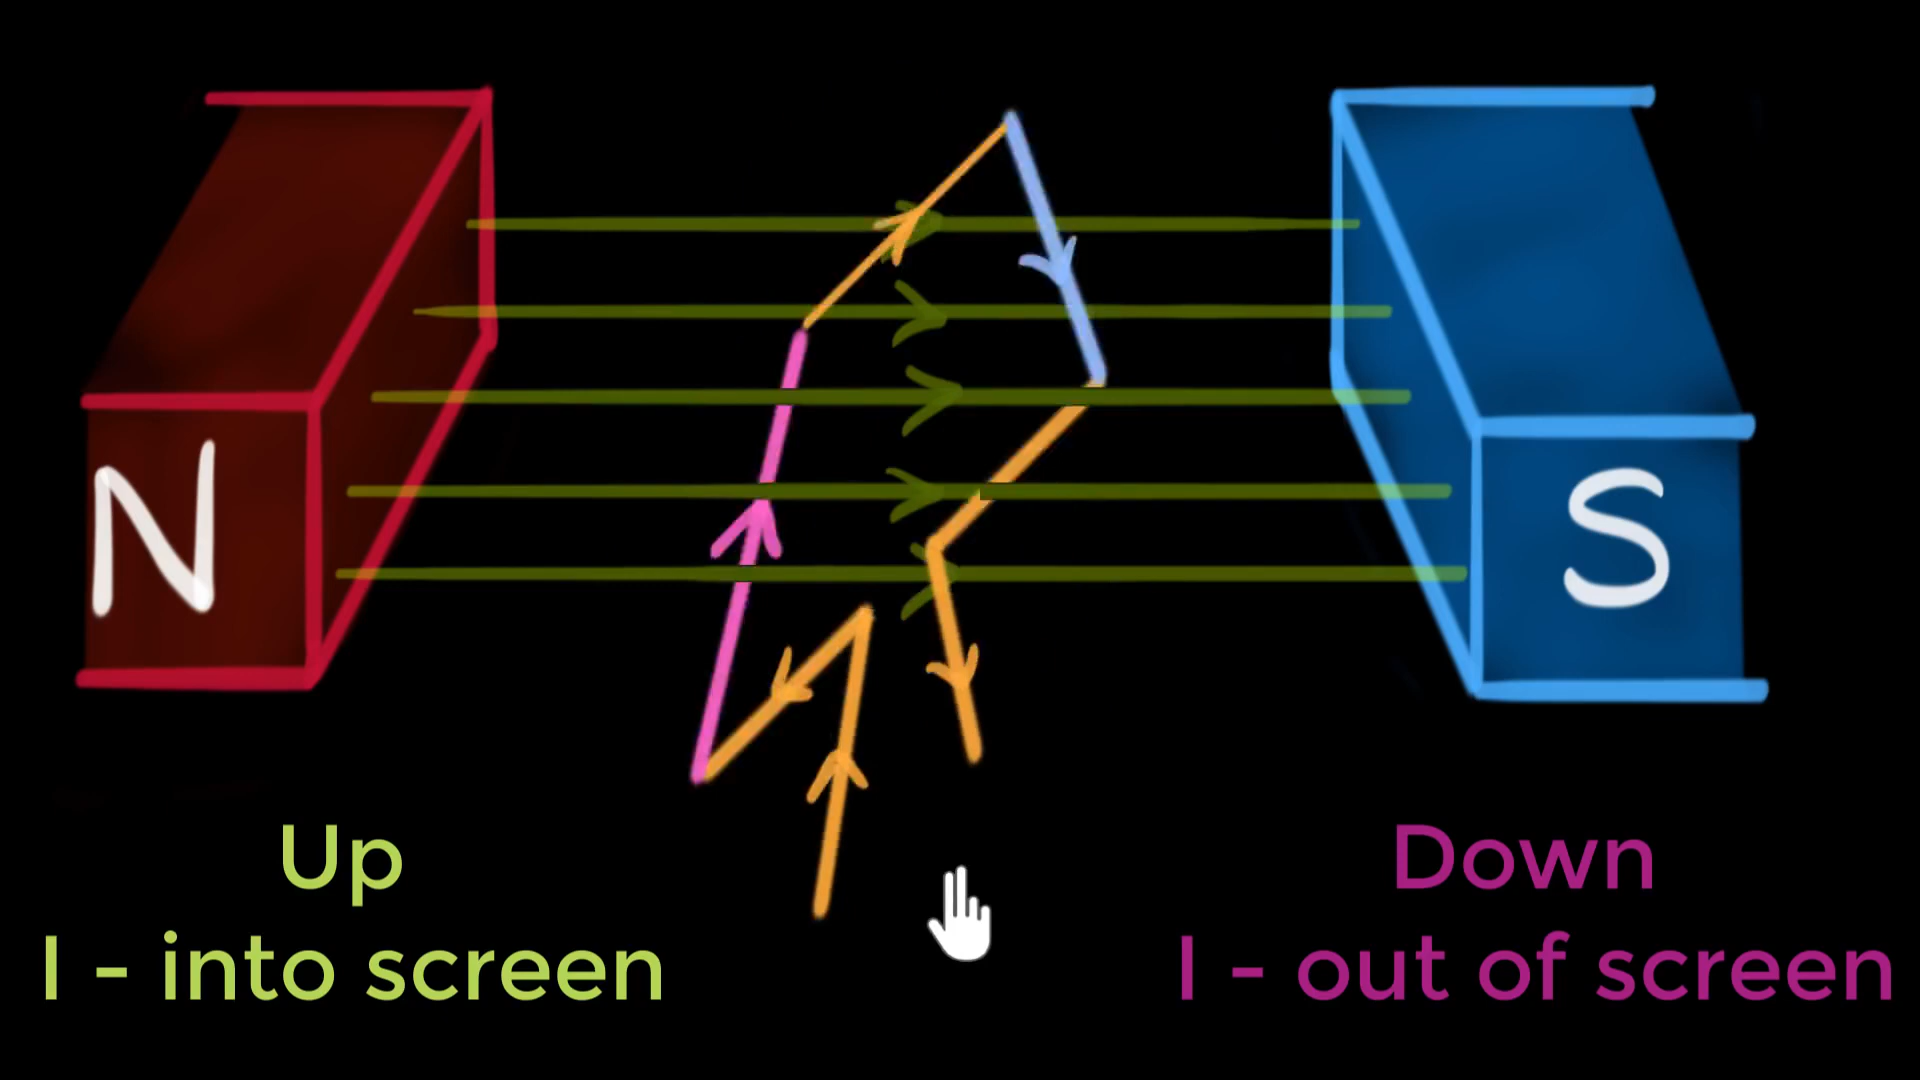 N
S
Up
I - into screen
Down
I - out of screen